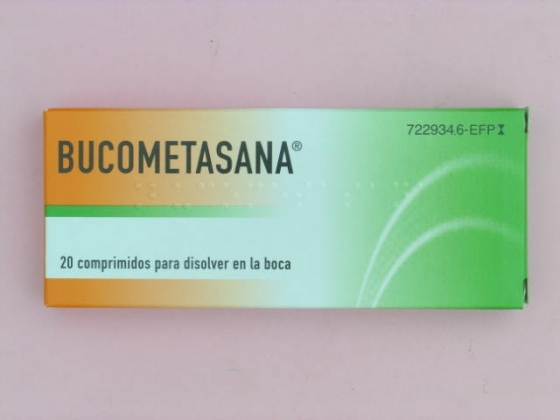 722934.6-EFP
BUCOMETASANA®
20 comprimidos para disolver en la boca